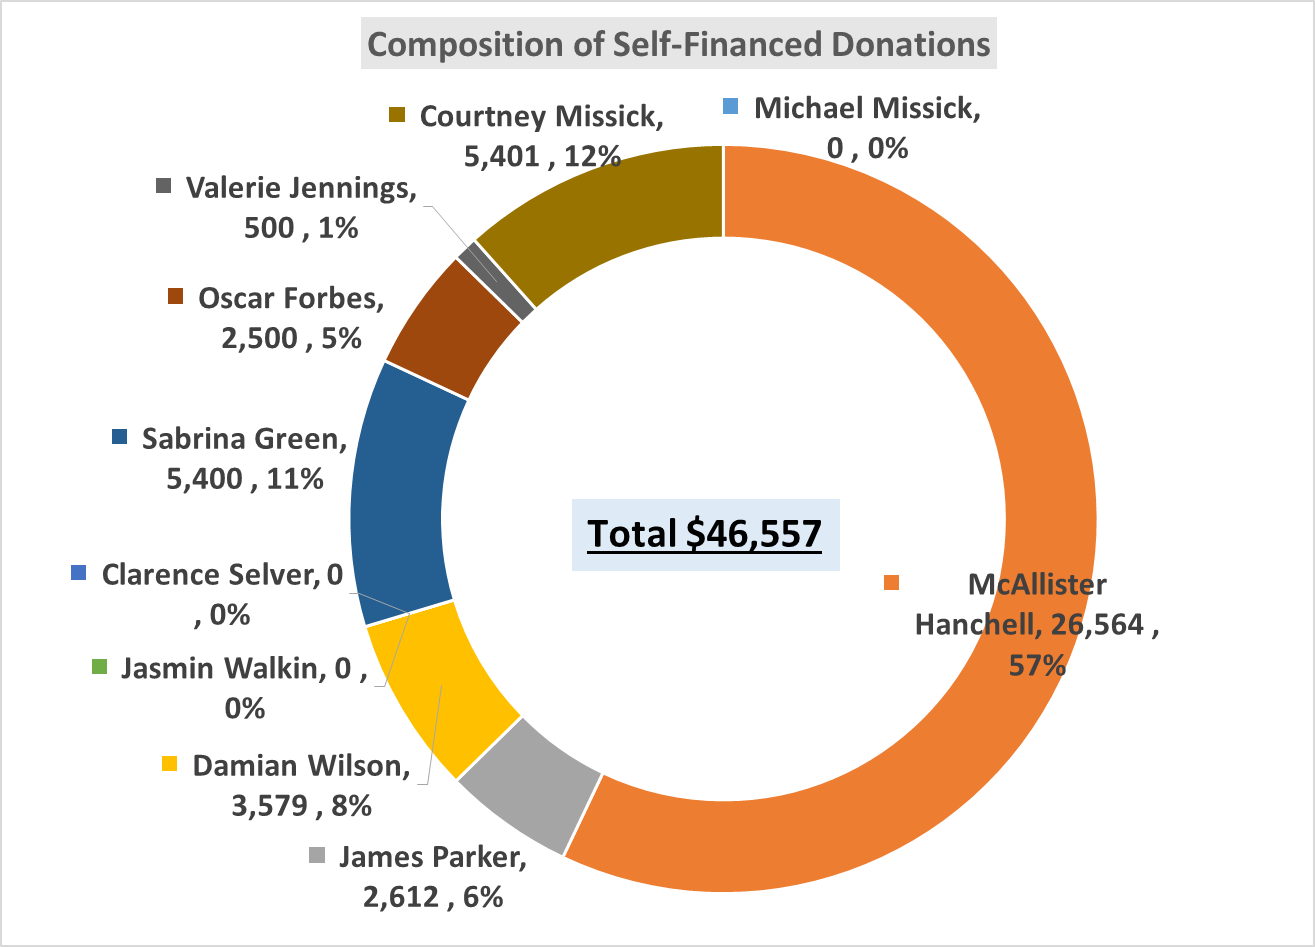 Composition of Self-Financed Donations
Michael Missick,
0 , 0%
Courtney Missick,
5,401 , 12%
Valerie Jennings,
500 , 1%
Oscar Forbes,
2,500 , 5%
Sabrina Green,
5,400 , 11%
Total $46,557
Clarence Selver, 0
, 0%
McAllister
Hanchell, 26,564 ,
57%
Jasmin Walkin, 0 ,
0%
Damian Wilson,
3,579 , 8%
James Parker,
2,612 , 6%